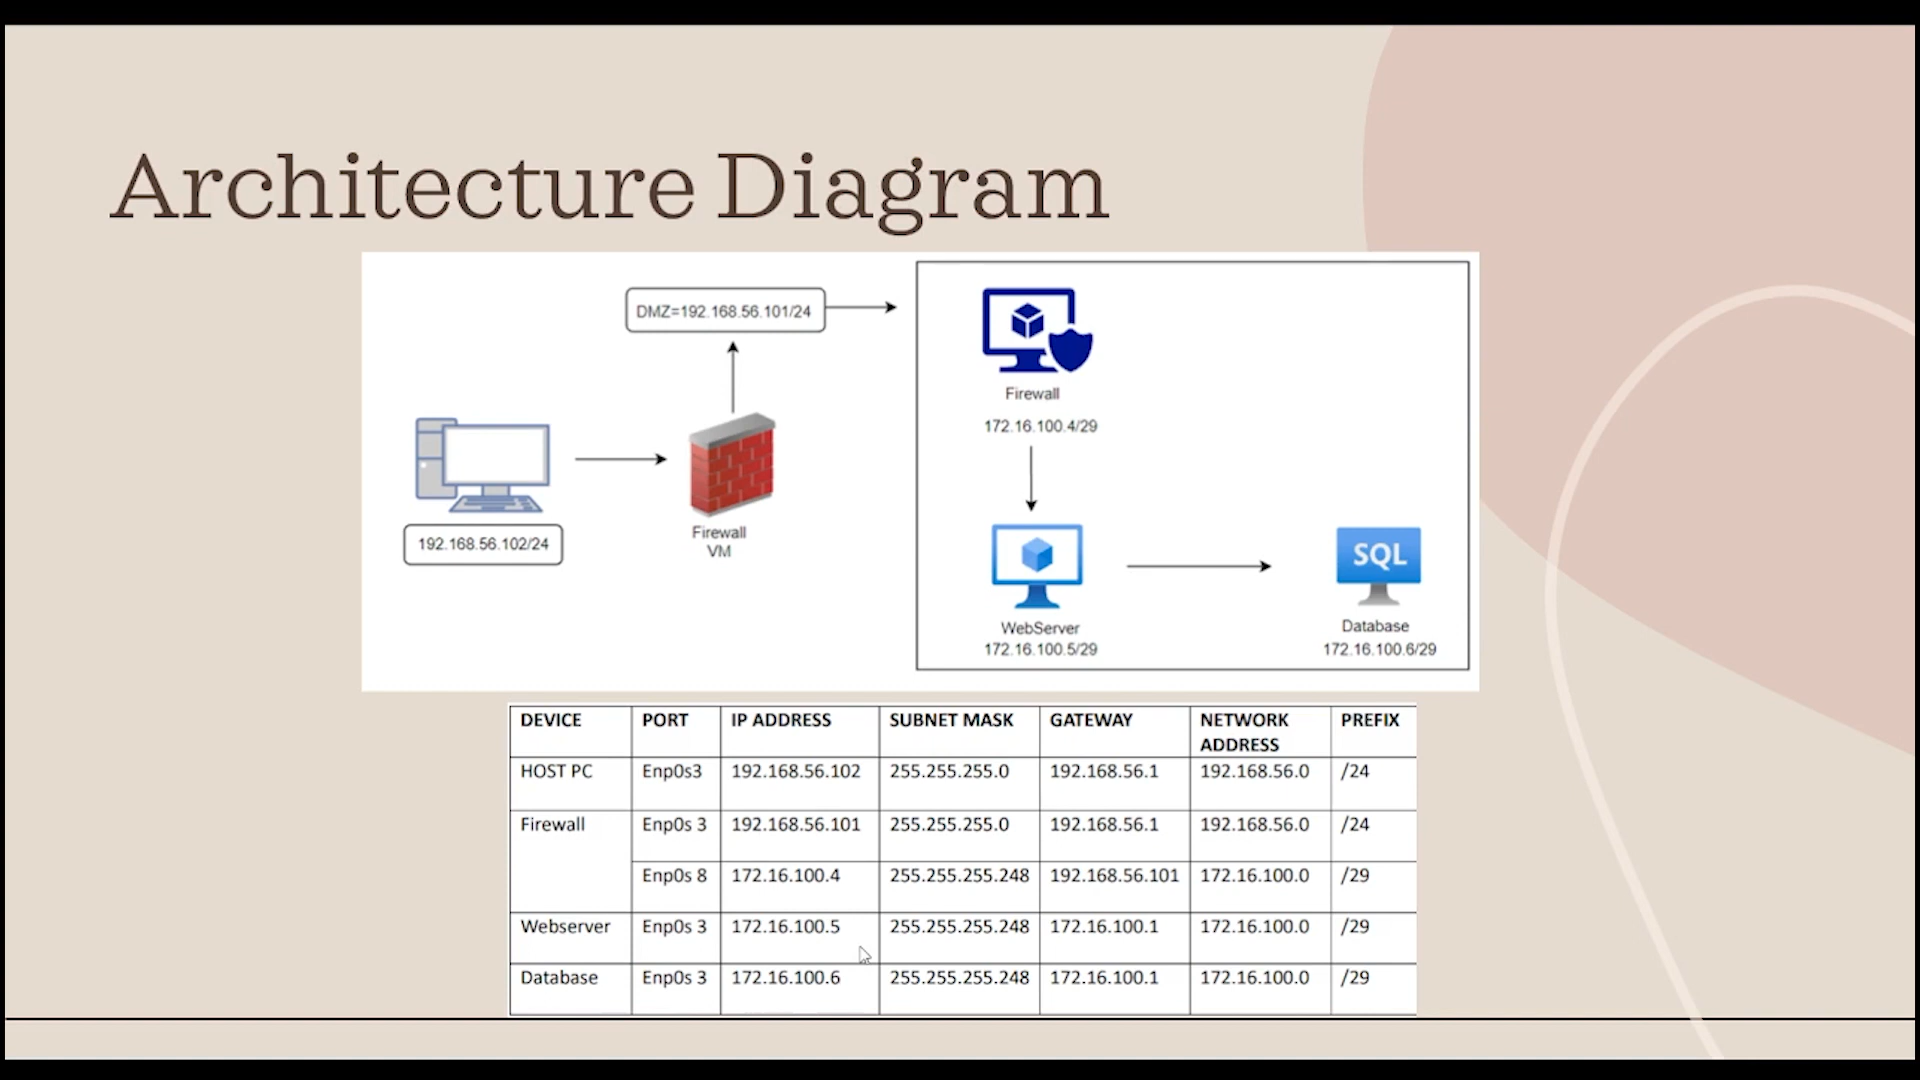 Architecture Diagram
DMZ=192.168.56.101/24
Firewall
172.16.100.4/29
192.168.56.102/24
Firewall
VM
SQL
WebServer
172.16.100.5/29
Database
172.16.100.6/29
DEVICE PORT IP ADDRESS SUBNET MASK GATEWAY NETWORK ADDRESS PREFIX
HOST PC Enp0s3 192.168.56.102 255.255.255.0 192.168.56.1 192.168.56.0 /24
Firewall Enp0s 3 192.168.56.101 255.255.255.0 192.168.56.1 192.168.56.0 /24
Enp0s 8 172.16.100.4 255.255.255.248 192.168.56.101 172.16.100.0 /29
Webserver Enp0s 3 172.16.100.5 255.255.255.248 172.16.100.1 172.16.100.0 /29
Database Enp0s 3 172.16.100.6 255.255.255.248 172.16.100.1 172.16.100.0 /29